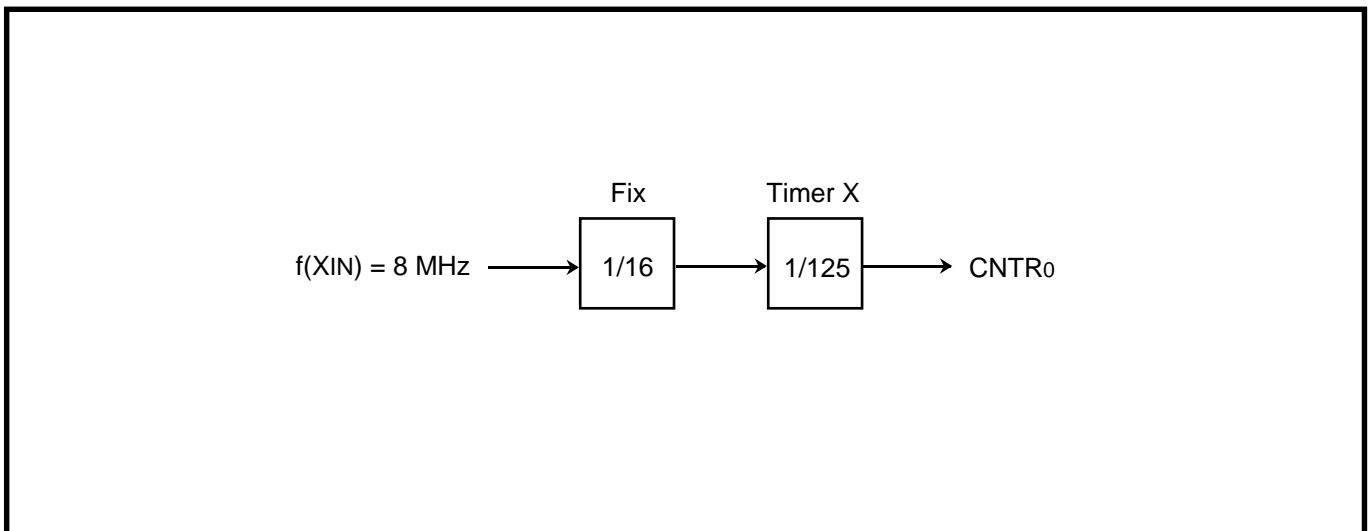 Fix Timer X
f(XIN) = 8 MHz 1/16 1/125 CNTR0